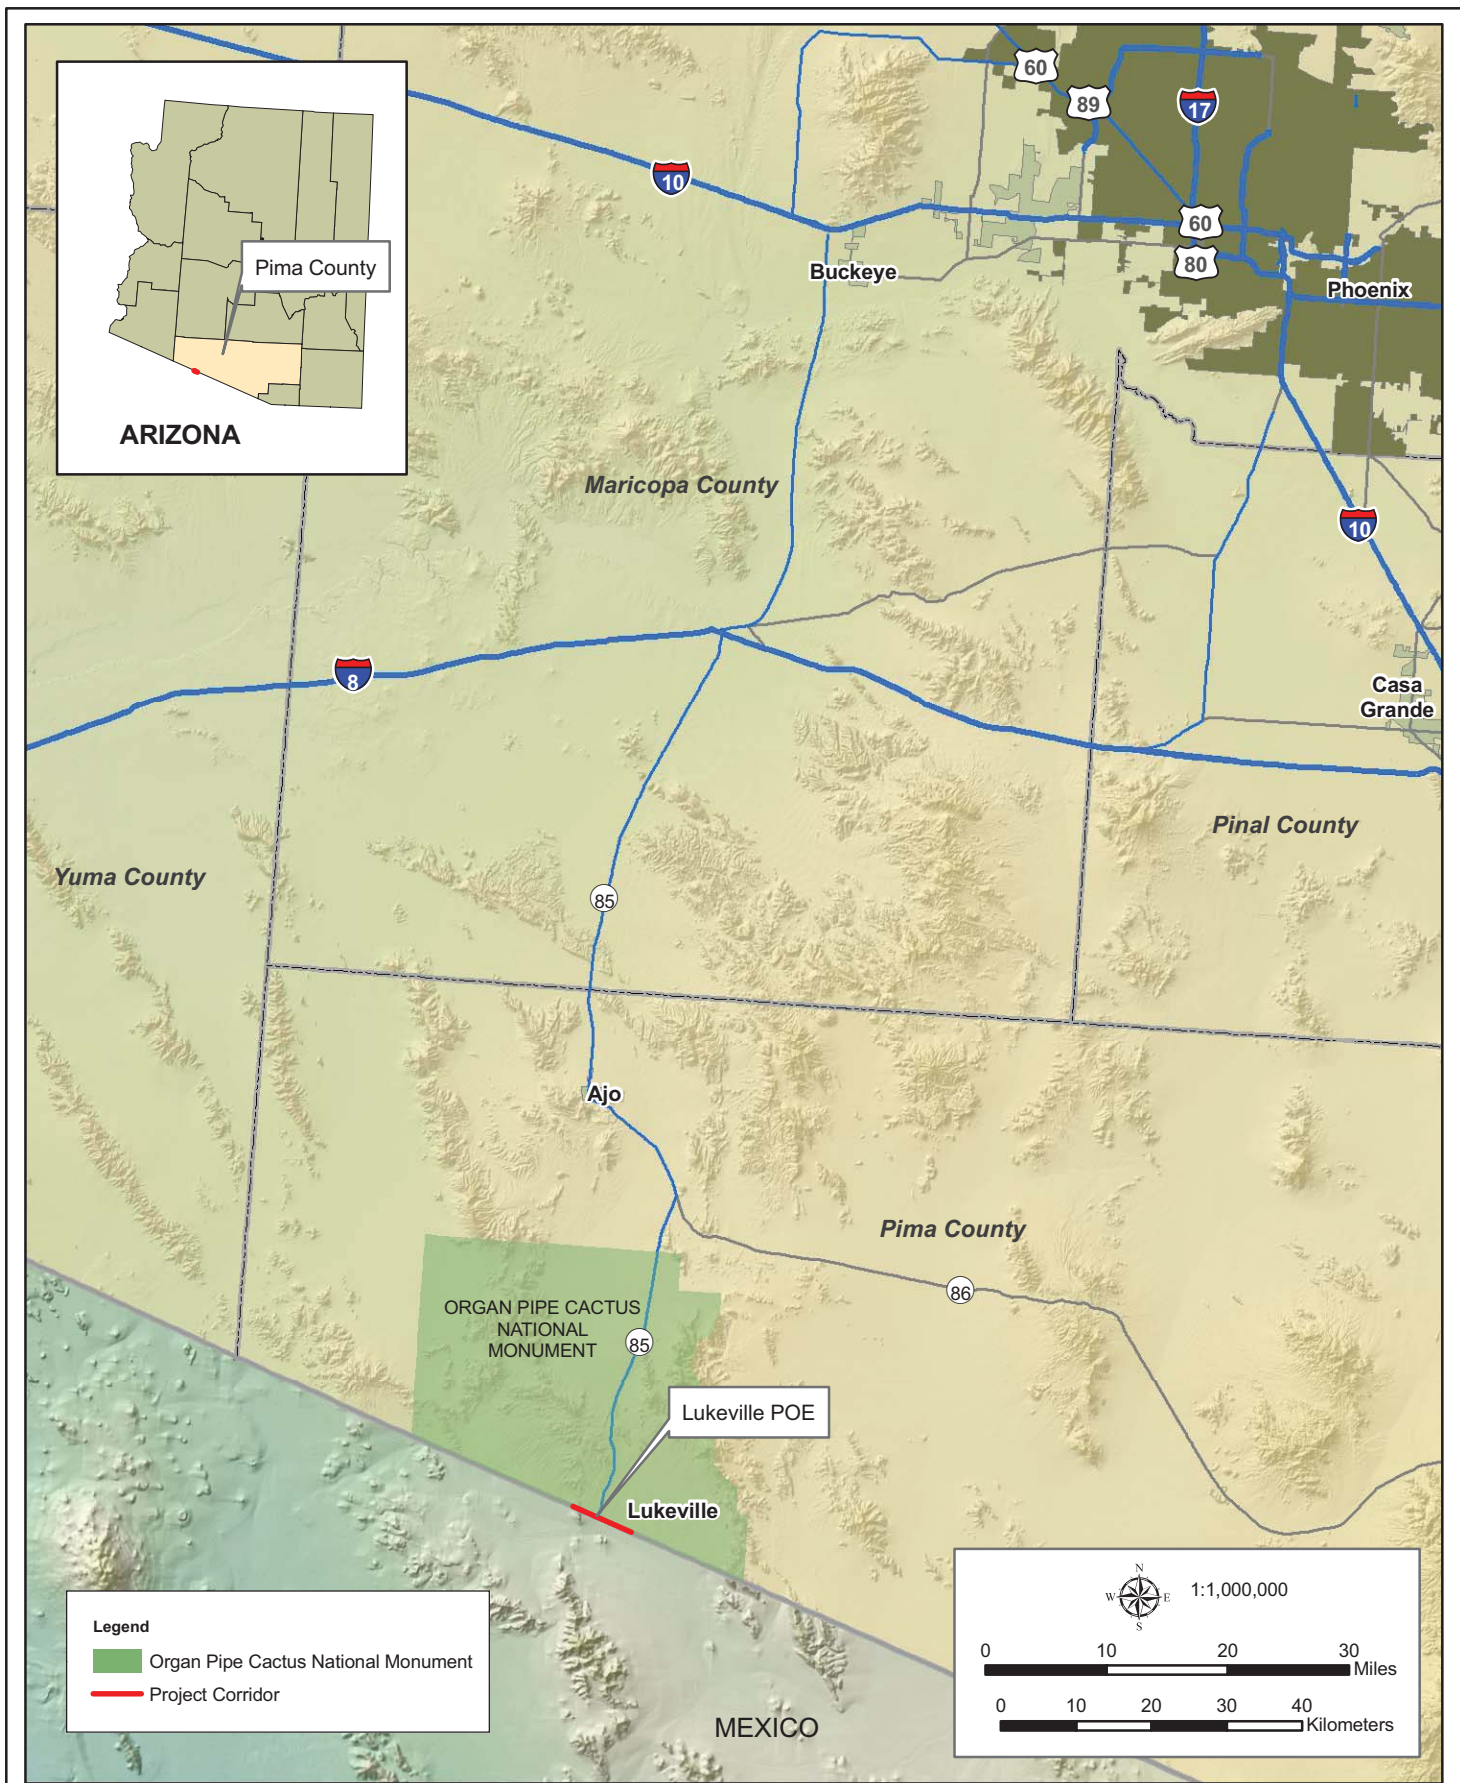 60
89
17
10
Pima County
ARIZONA
60
80
Buckeye
Phoenix
Maricopa County
10
8
Casa
Grande
Pinal County
Yuma County
85
Ajo
Pima County
86
ORGAN PIPE CACTUS
NATIONAL
MONUMENT
85
Lukeville POE
Lukeville
Legend
Organ Pipe Cactus National Monument
Project Corridor
MEXICO
N
W E
S
1:1,000,000
0 10 20 30
Miles
0 10 20 30 40
Kilometers